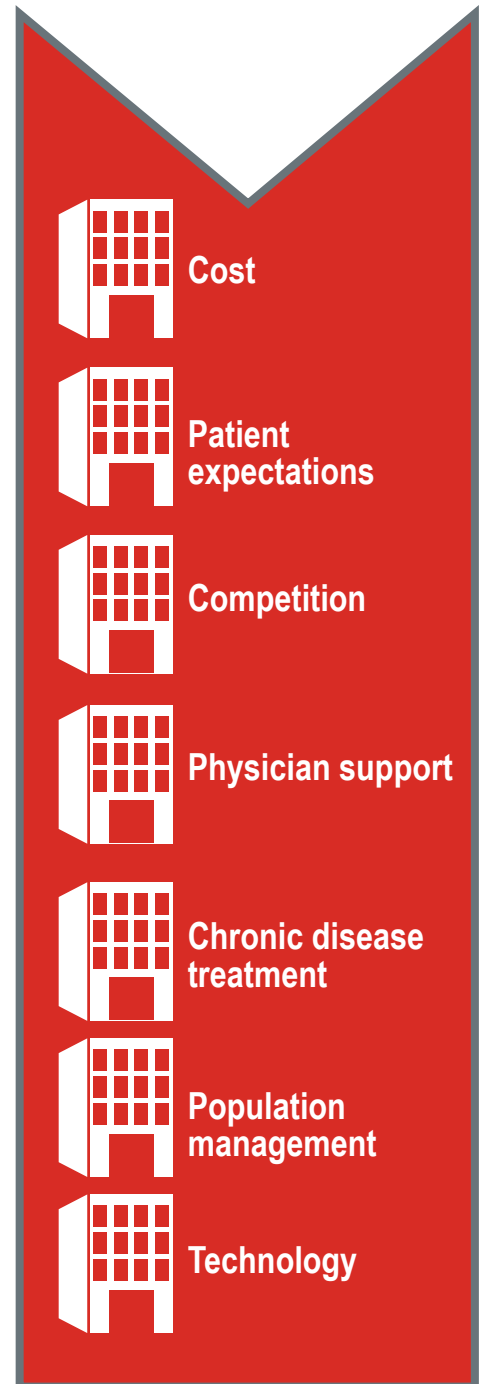 Cost
Patient
expectations
Competition
Physician support
Chronic disease
treatment
Population
management
Technology